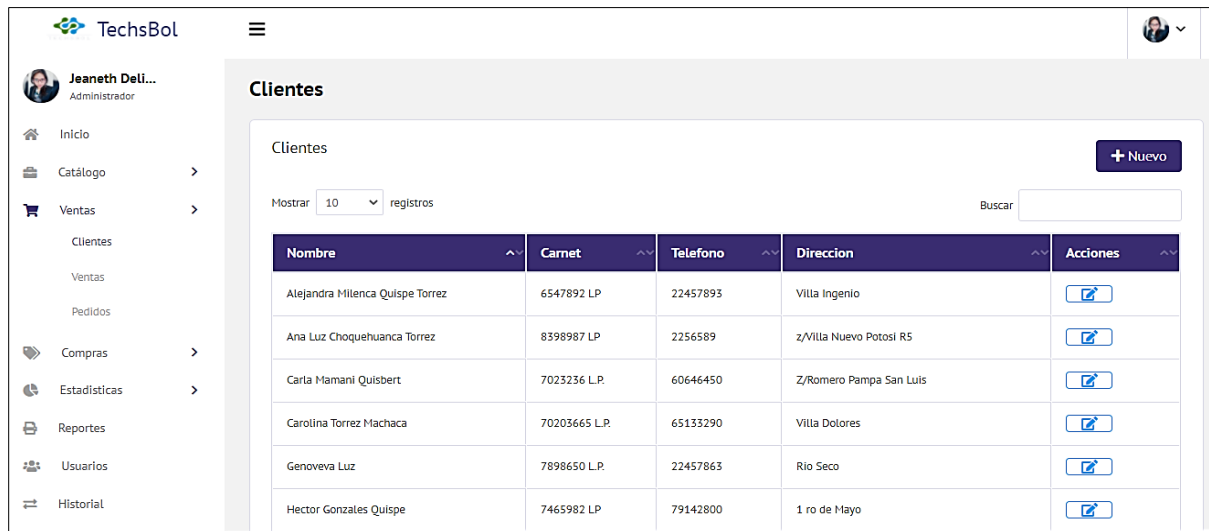 TechsBol
Jeaneth Deli...
Administrador
Inicio
Catálogo
Ventas
Clientes
Ventas
Pedidos
Compras
Estadisticas
Reportes
Usuarios
Historial
Clientes
Clientes
Nuevo
Mostrar 10 registros
Buscar
Nombre Carnet Telefono Direccion Acciones
Alejandra Milenca Quispe Torrez 6547892 LP 22457893 Villa Ingenio
Ana Luz Choquehuanca Torrez 8398987 LP 2256589 z/Villa Nuevo Potosi R5
Carla Mamani Quisbert 7023236 L.P. 60646450 Z/Romero Pampa San Luis
Carolina Torrez Machaca 70203665 L.P. 65133290 Villa Dolores
Genoveva Luz 7898650 L.P. 22457863 Rio Seco
Hector Gonzales Quispe 7465982 LP 79142800 1 ro de Mayo